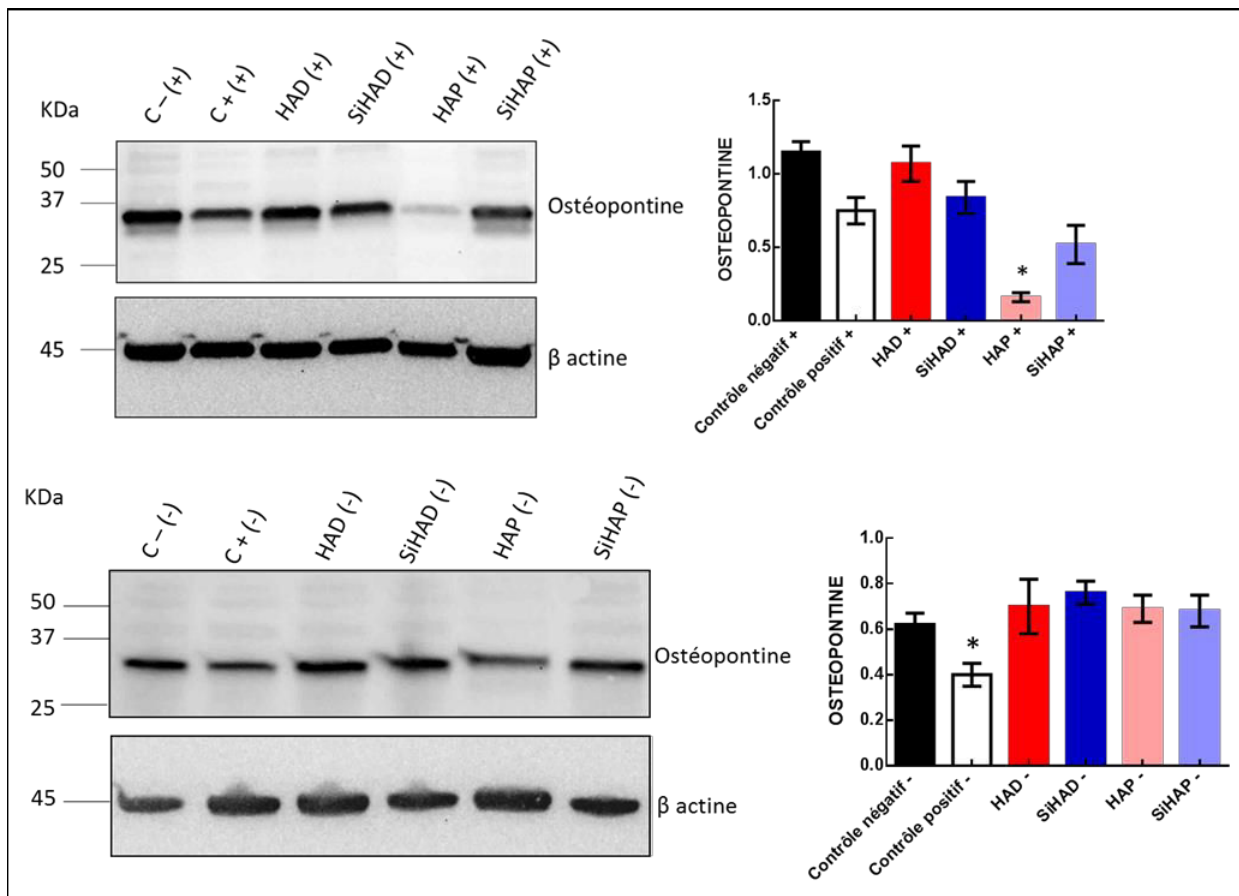 KDa
C – (+)
C + (+)
HAD (+)
SiHAD (+)
HAP (+)
SiHAP (+)
50
37
25
Ostéopontine
45
β actine
OSTEOPONTINE
1.5
1.0
0.5
0.0
*
Contrôle négatif +
Contrôle positif +
HAD +
SiHAD +
HAP +
SiHAP +
KDa
C – (-)
C + (-)
HAD (-)
SiHAD (-)
HAP (-)
SiHAP (-)
50
37
25
Ostéopontine
45
β actine
OSTEOPONTINE
1.0
0.8
0.6
0.4
0.2
0.0
*
Contrôle négatif -
Contrôle positif -
HAD -
SiHAD -
HAP -
SiHAP -